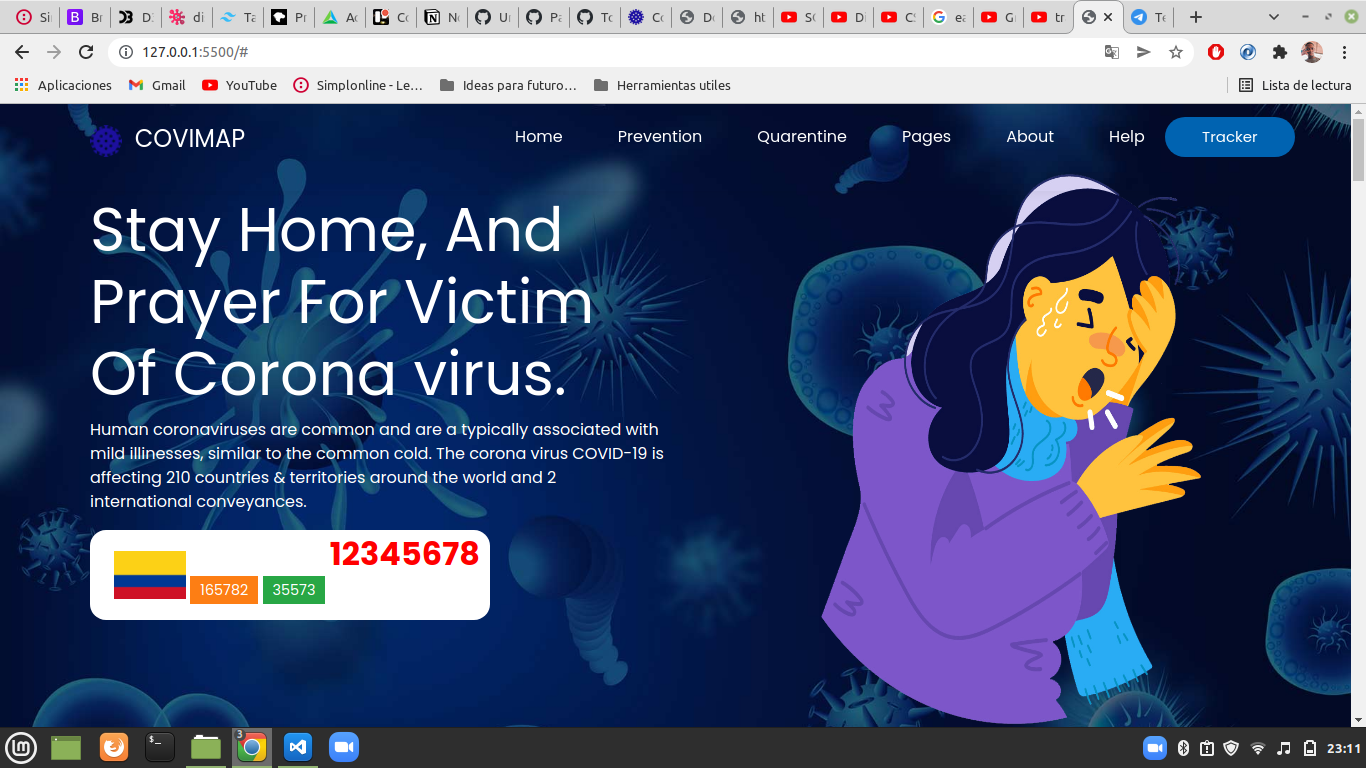 Si
Br
D
di
Ta
Pr
Ac
Co
No
Ur
Pa
To
Co
De
ht
SC
Di
CS
ea
Gr
tr
Te
127.0.0.1:5500/#
Aplicaciones
Gmail
YouTube
Simplonline - Le…
Ideas para futuro…
Herramientas utiles
Lista de lectura
COVIMAP
Home
Prevention
Quarentine
Pages
About
Help
Tracker
Stay Home, And
Prayer For Victim
Of Corona virus.
Human coronaviruses are common and are a typically associated with
mild illinesses, similar to the common cold. The corona virus COVID-19 is
affecting 210 countries & territories around the world and 2
international conveyances.
12345678
165782
35573
3
23:11